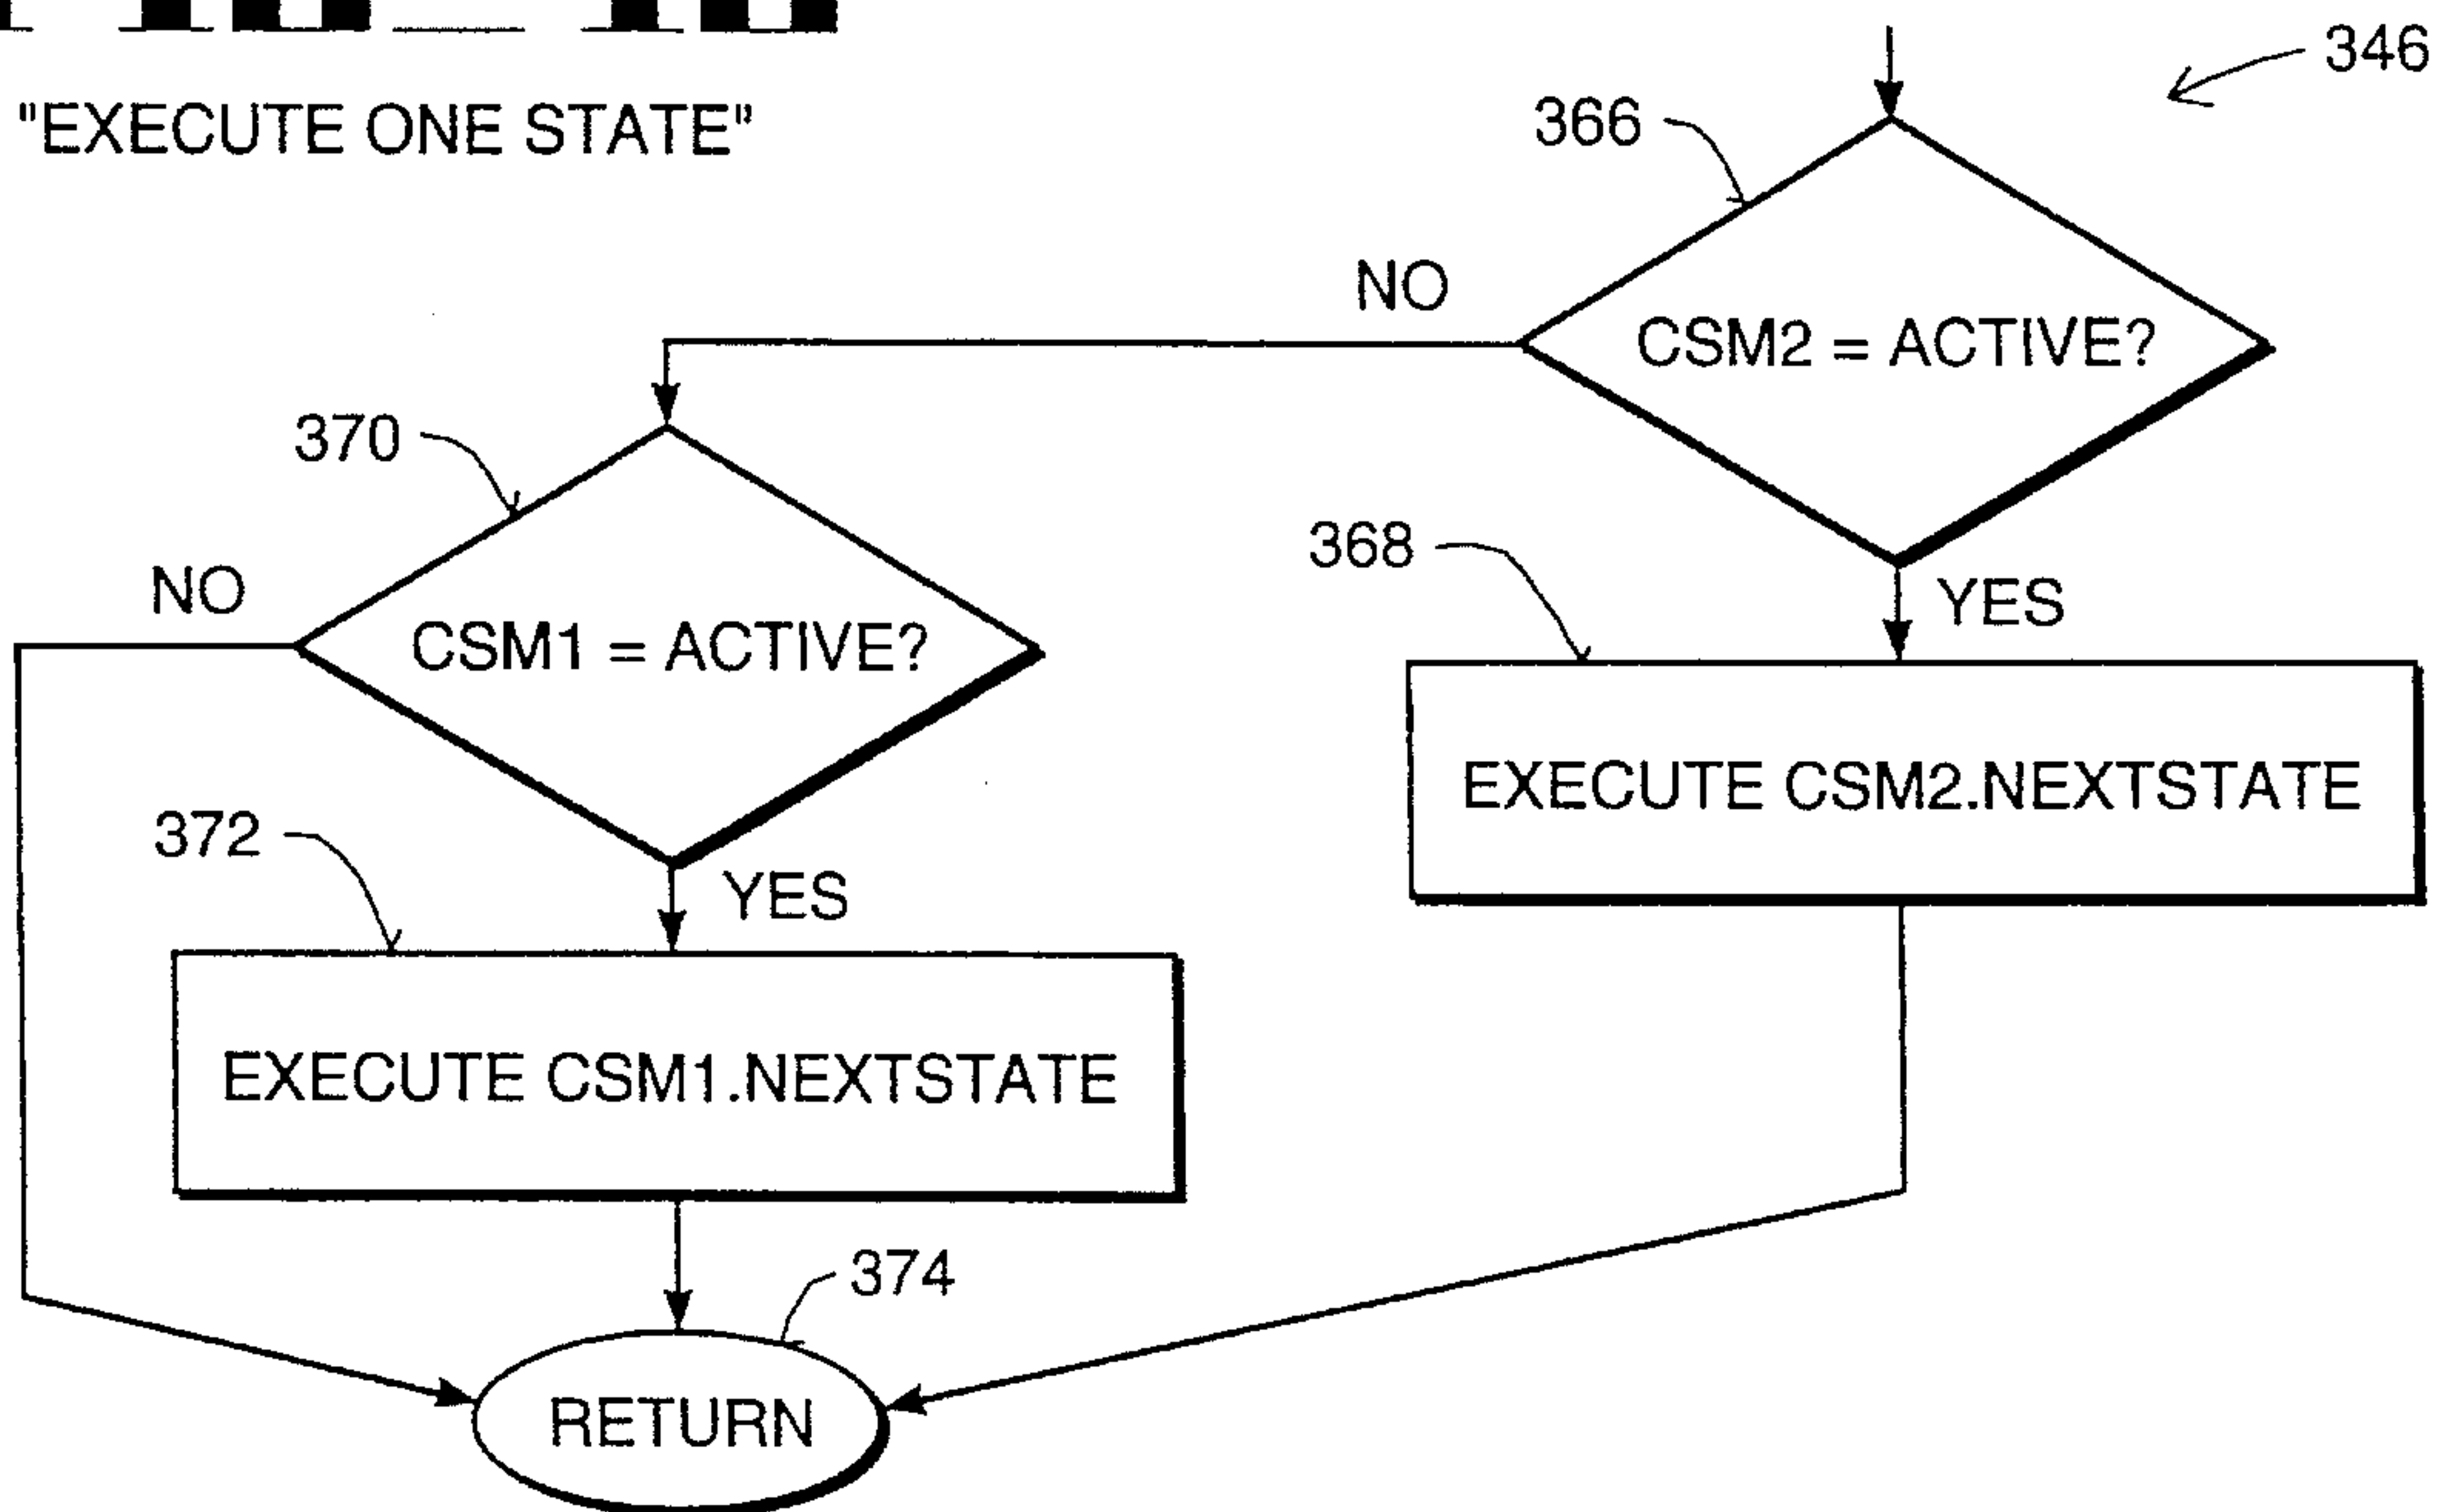 "EXECUTE ONE STATE"
346
366
CSM2 = ACTIVE?
NO
YES
370
CSM1 = ACTIVE?
NO
YES
368
EXECUTE CSM2.NEXTSTATE
372
EXECUTE CSM1.NEXTSTATE
374
RETURN